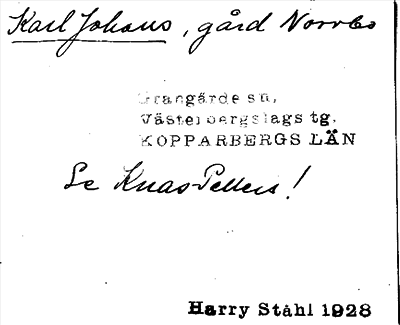 Karl Johans, gård Norrbo
Grangärde sn,
Västerbergslags tg.
KOPPARBERGS LÄN
Se Knas-Petters!
Harry Ståhl 1928